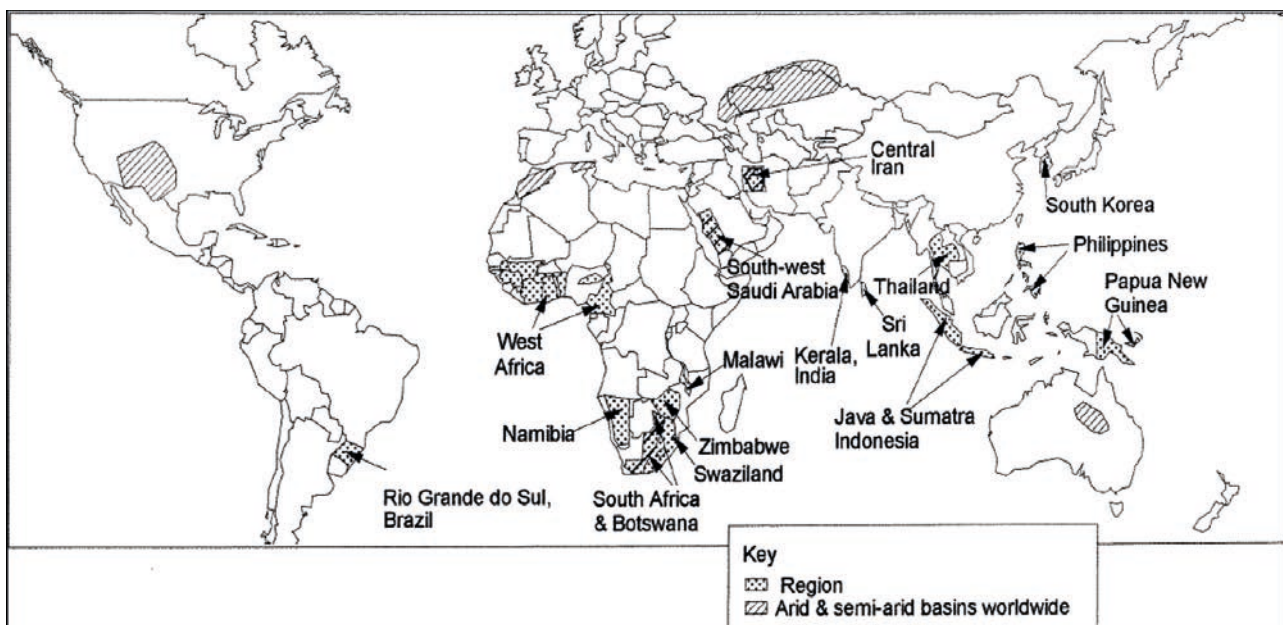 Central
Iran
South Korea
Philippines
South-west
Saudi Arabia
Thailand
Papua New
Guinea
West
Africa
Sri
Lanka
Malawi
Kerala,
India
Java & Sumatra
Indonesia
Namibia
Zimbabwe
Swaziland
Rio Grande do Sul,
Brazil
South Africa
& Botswana
Key
Region
Arid & semi-arid basins worldwide